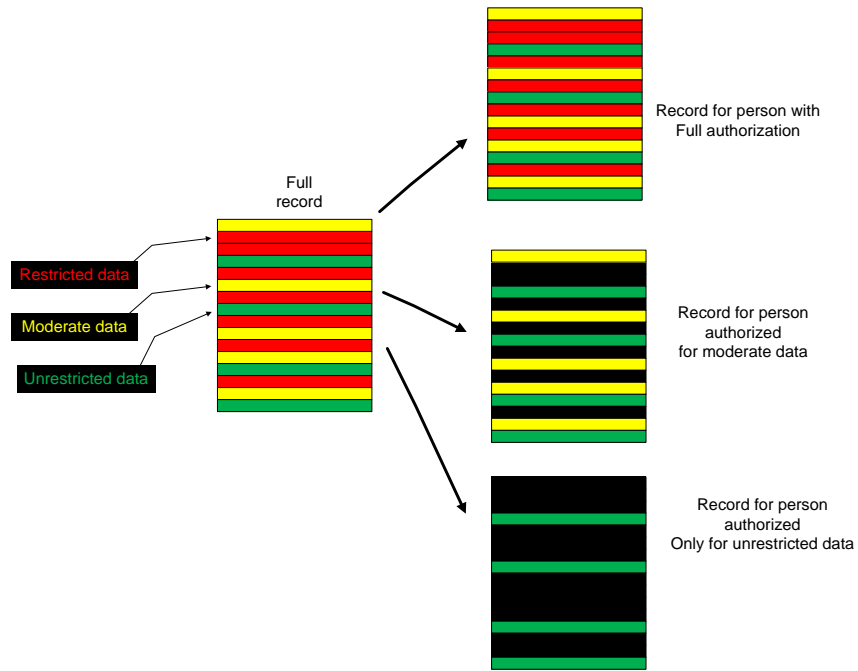 Record for person with
Full authorization
Full
record
Restricted data
Moderate data
Unrestricted data
Record for person
authorized
for moderate data
Record for person
authorized
Only for unrestricted data